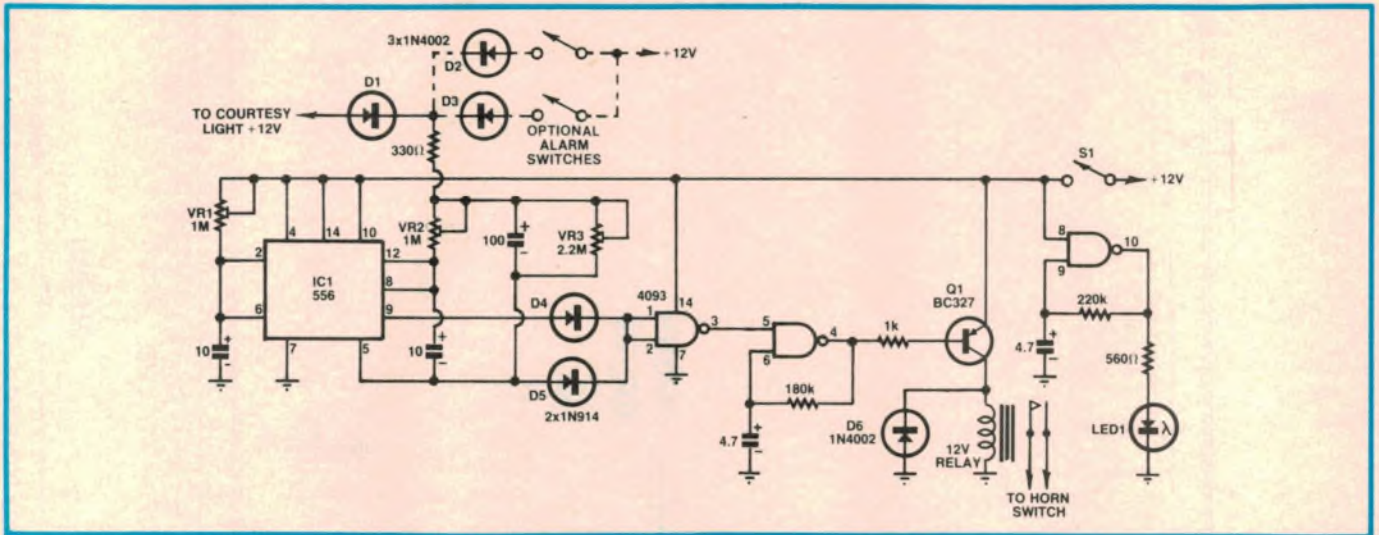 3x1N4002
D2
+12V
D1
D3
TO COURTESY
LIGHT +12V
OPTIONAL
ALARM
SWITCHES
330Ω
S1
+12V
VR1
1M
4
14
10
VR2
1M
12
100
+
-
VR3
2.2M
2
IC1
556
8
6
9
7
5
10
+
-
10
+
-
D4
D5
2x1N914
4093
14
1
2
3
7
5
6
4
180k
4.7
+
-
1k
Q1
BC327
D6
1N4002
12V
RELAY
TO HORN
SWITCH
8
9
10
220k
4.7
+
-
560Ω
LED1
λ